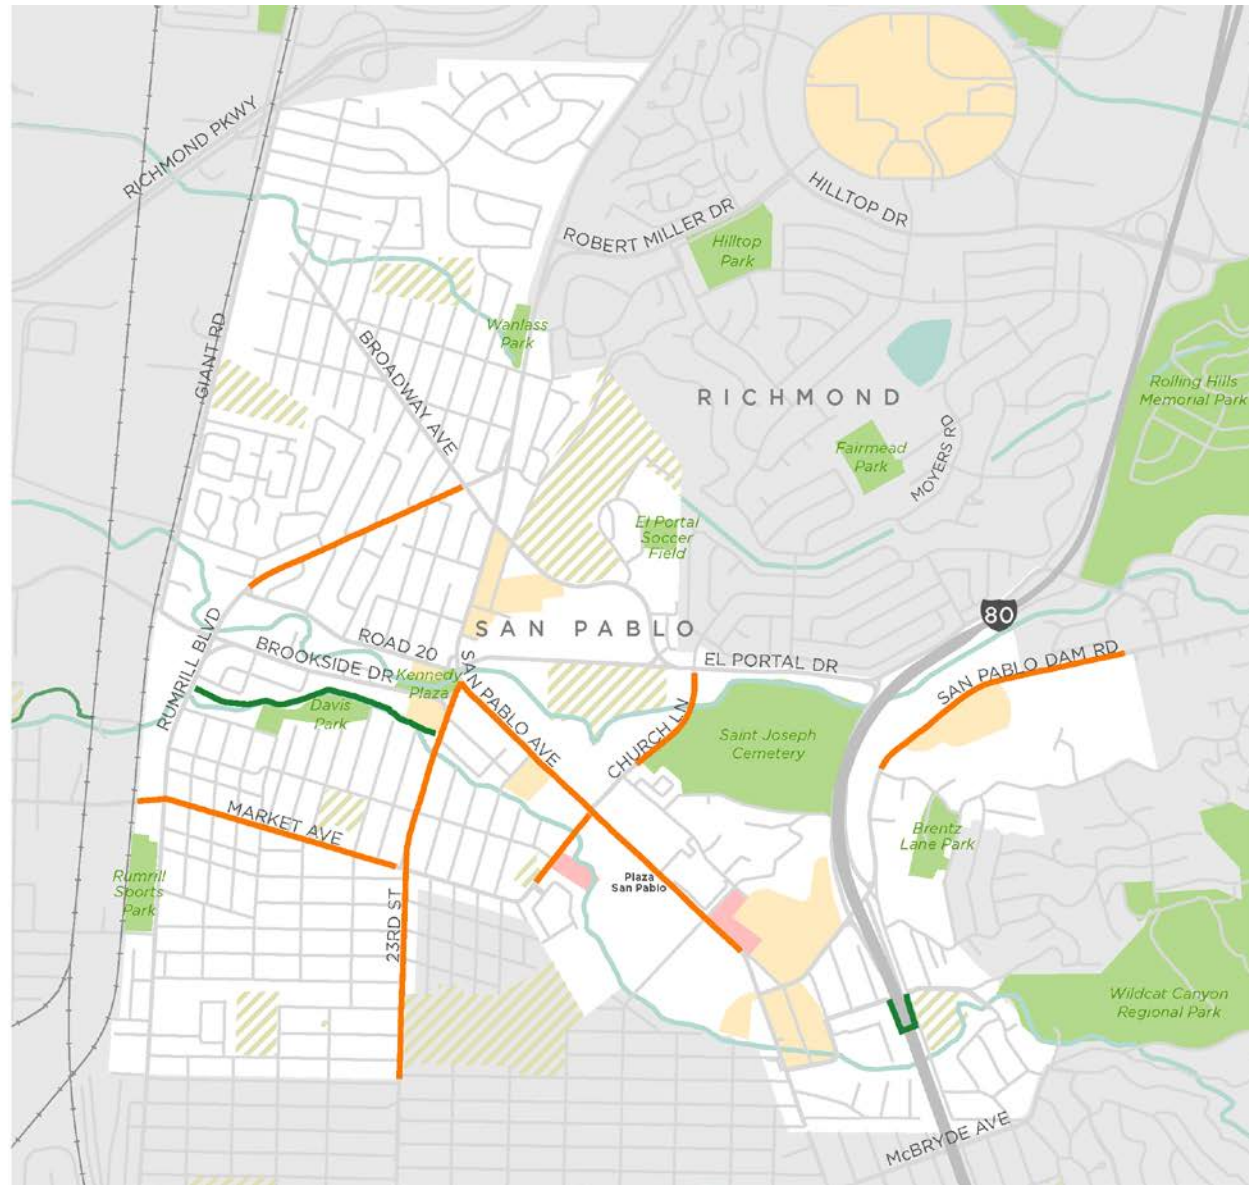 RICHMOND PKWY
HILLTOP DR
ROBERT MILLER DR
Hilltop
Park
Wanlass
Park
GIANT RD
BROADWAY AVE
RICHMOND
Rolling Hills
Memorial Park
Fairmead
Park
MOYERS RD
El Portal
Soccer
Field
80
SAN PABLO
RUMRILL BLVD
ROAD 20
BROOKSIDE DR
Kennedy
Plaza
EL PORTAL DR
SAN PABLO DAM RD
SAN PABLO AVE
Davis
Park
CHURCH LN
Saint Joseph
Cemetery
MARKET AVE
Brentz
Lane Park
Rumrill
Sports
Park
Plaza
San Pablo
23RD ST
Wildcat Canyon
Regional Park
McBRYDE AVE